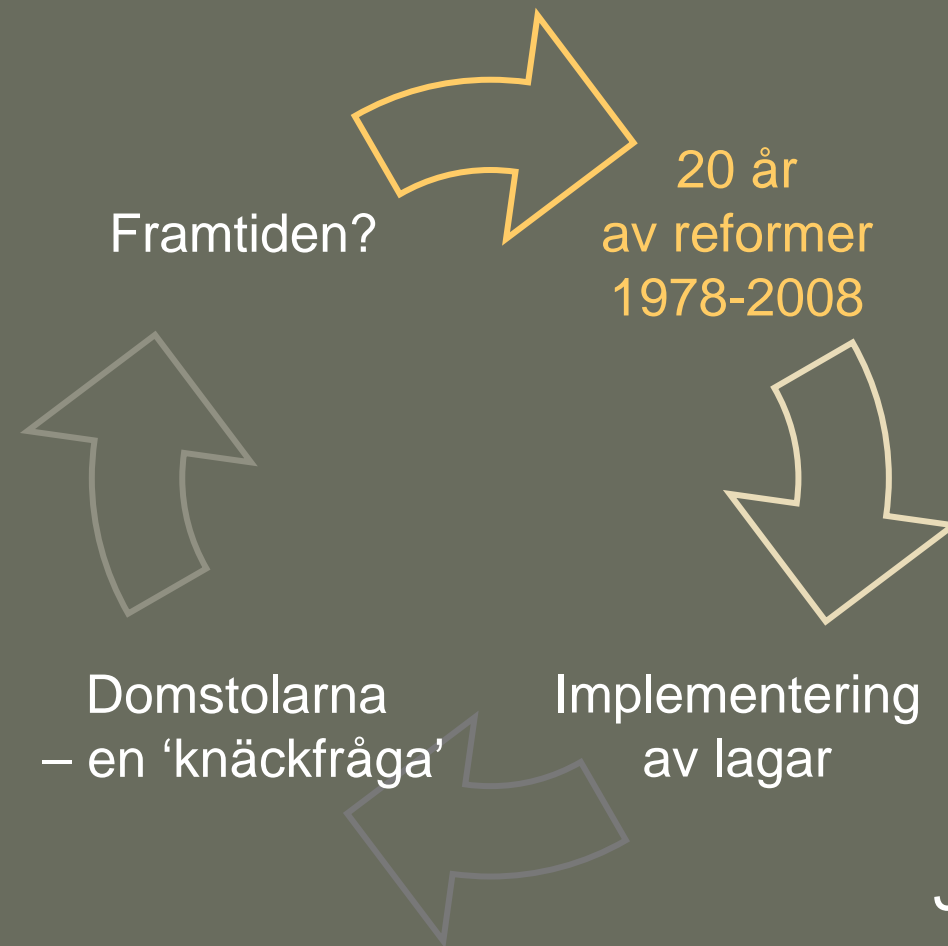 Framtiden?
20 år
av reformer
1978-2008
Implementering
av lagar
Domstolarna
– en ‘knäckfråga’